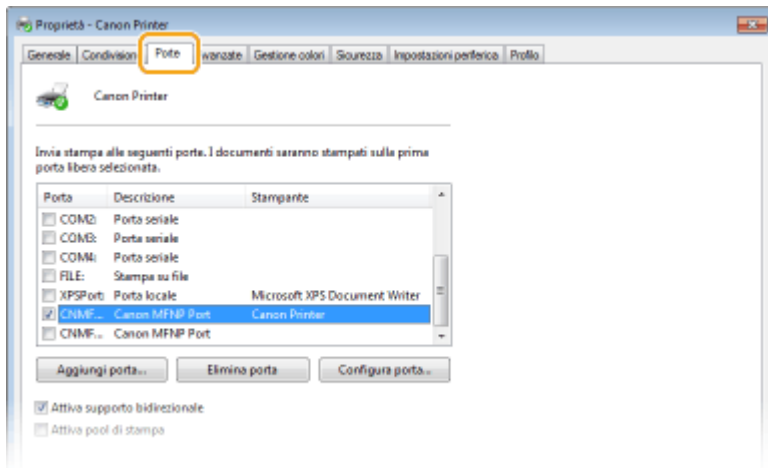 Proprietà - Canon Printer
Generale Condivision Porte wanzate Gestione colori Sicurezza Impostazioni periferica Profilo
Canon Printer
Invia stampa alle seguenti porte. I documenti saranno stampati sulla prima
porta libera selezionata.
Porta Descrizione Stampante
COM2: Porta seriale
COM3: Porta seriale
COM4: Porta seriale
FILE: Stampa su file
XPSPort: Porta locale Microsoft XPS Document Writer
CNMF... Canon MFNP Port Canon Printer
CNMF... Canon MFNP Port
Aggiungi porta... Elimina porta Configura porta...
Attiva supporto bidirezionale
Attiva pool di stampa